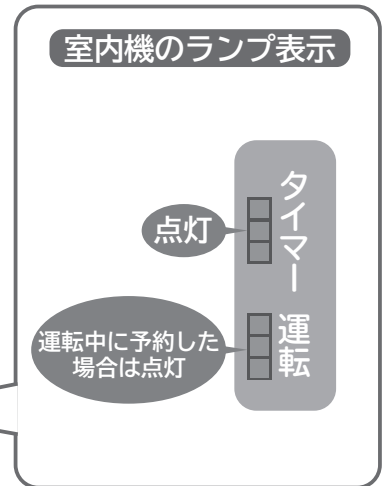 室内機のランプ表示
タイマー
点灯
運転
運転中に予約した
場合は点灯